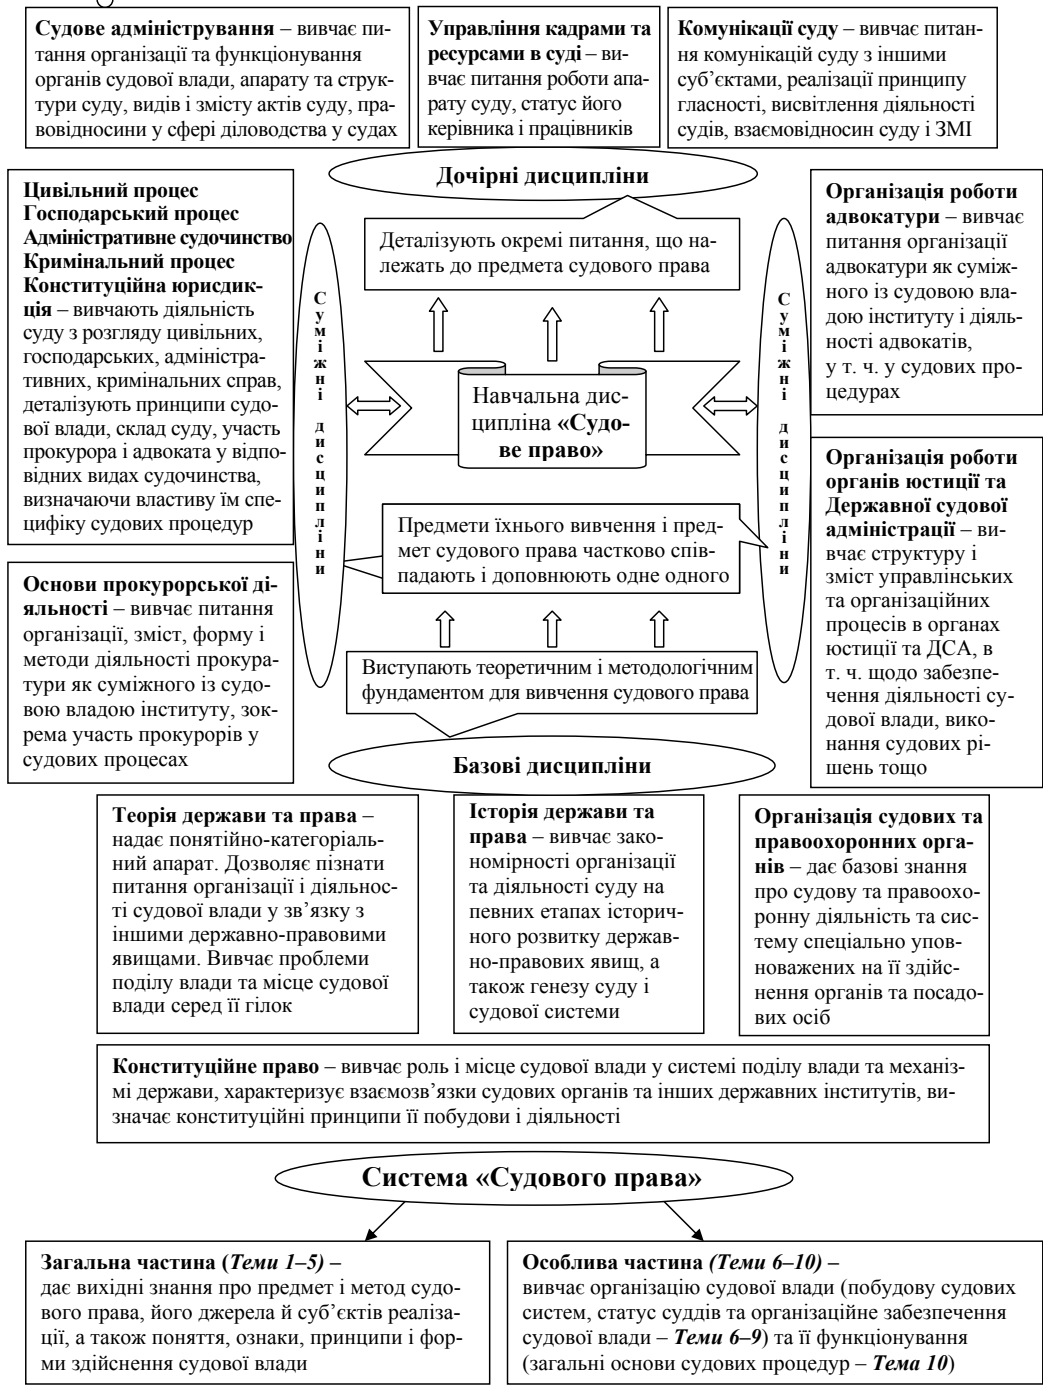 Судове адміністрування – вивчає пи-
тання організації та функціонування
органів судової влади, апарату та струк-
тури суду, видів і змісту актів суду, пра-
вовідносини у сфері діловодства у судах
Управління кадрами та
ресурсами в суді – ви-
вчає питання роботи апа-
рату суду, статус його
керівника і працівників
Комунікації суду – вивчає питан-
ня комунікацій суду з іншими
суб’єктами, реалізації принципу
гласності, висвітлення діяльності
судів, взаємовідносин суду і ЗМІ
Дочірні дисципліни
Цивільний процес
Господарський процес
Адміністративне судочинство
Кримінальний процес
Конституційна юрисдик-
ція – вивчають діяльність
суду з розгляду цивільних,
господарських, адміністра-
тивних, кримінальних справ,
деталізують принципи судо-
вої влади, склад суду, участь
прокурора і адвоката у відпо-
відних видах судочинства,
визначаючи властиву їм спе-
цифіку судових процедур
Основи прокурорської ді-
яльності – вивчає питання
організації, зміст, форму і
методи діяльності прокура-
тури як суміжного із судо-
вою владою інституту, зок-
рема участь прокурорів у
судових процесах
Суміжні дисципліни
Деталізують окремі питання, що на-
лежать до предмета судового права
Навчальна дис-
ципліна «Судо-
ве право»
Предмети їхнього вивчення і пред-
мет судового права частково спів-
падають і доповнюють одне одного
Виступають теоретичним і методологічним
фундаментом для вивчення судового права
Суміжні дисципліни
Організація роботи
адвокатури – вивчає
питання організації
адвокатури як суміж-
ного із судовою вла-
дою інституту і діяль-
ності адвокатів,
у т. ч. у судових про-
цедурах
Організація роботи
органів юстиції та
Державної судової
адміністрації – ви-
вчає структуру і
зміст управлінських
та організаційних
процесів в органах
юстиції та ДСА, в
т. ч. щодо забезпе-
чення діяльності су-
дової влади, вико-
нання судових рі-
шень тощо
Базові дисципліни
Теорія держави та права –
надає понятійно-категоріаль-
ний апарат. Дозволяє пізнати
питання організації і діяльнос-
ті судової влади у зв’язку з
іншими державно-правовими
явищами. Вивчає проблеми
поділу влади та місце судової
влади серед її гілок
Історія держави та
права – вивчає зако-
номірності організації
та діяльності суду на
певних етапах історич-
ного розвитку держав-
но-правових явищ, а
також генезу суду і
судової системи
Організація судових та
правоохоронних орга-
нів – дає базові знання
про судову та правоохо-
ронну діяльність та сис-
тему спеціально упов-
новажених на її здійс-
нення органів та посадо-
вих осіб
Конституційне право – вивчає роль і місце судової влади у системі поділу влади та механіз-
мі держави, характеризує взаємозв’язки судових органів та інших державних інститутів, ви-
значає конституційні принципи її побудови і діяльності
Система «Судового права»
Загальна частина (Теми 1–5) –
дає вихідні знання про предмет і метод судо-
вого права, його джерела й суб’єктів реаліза-
ції, а також поняття, ознаки, принципи і фор-
ми здійснення судової влади
Особлива частина (Теми 6–10) –
вивчає організацію судової влади (побудову судових
систем, статус суддів та організаційне забезпечення
судової влади – Теми 6–9) та її функціонування
(загальні основи судових процедур – Тема 10)